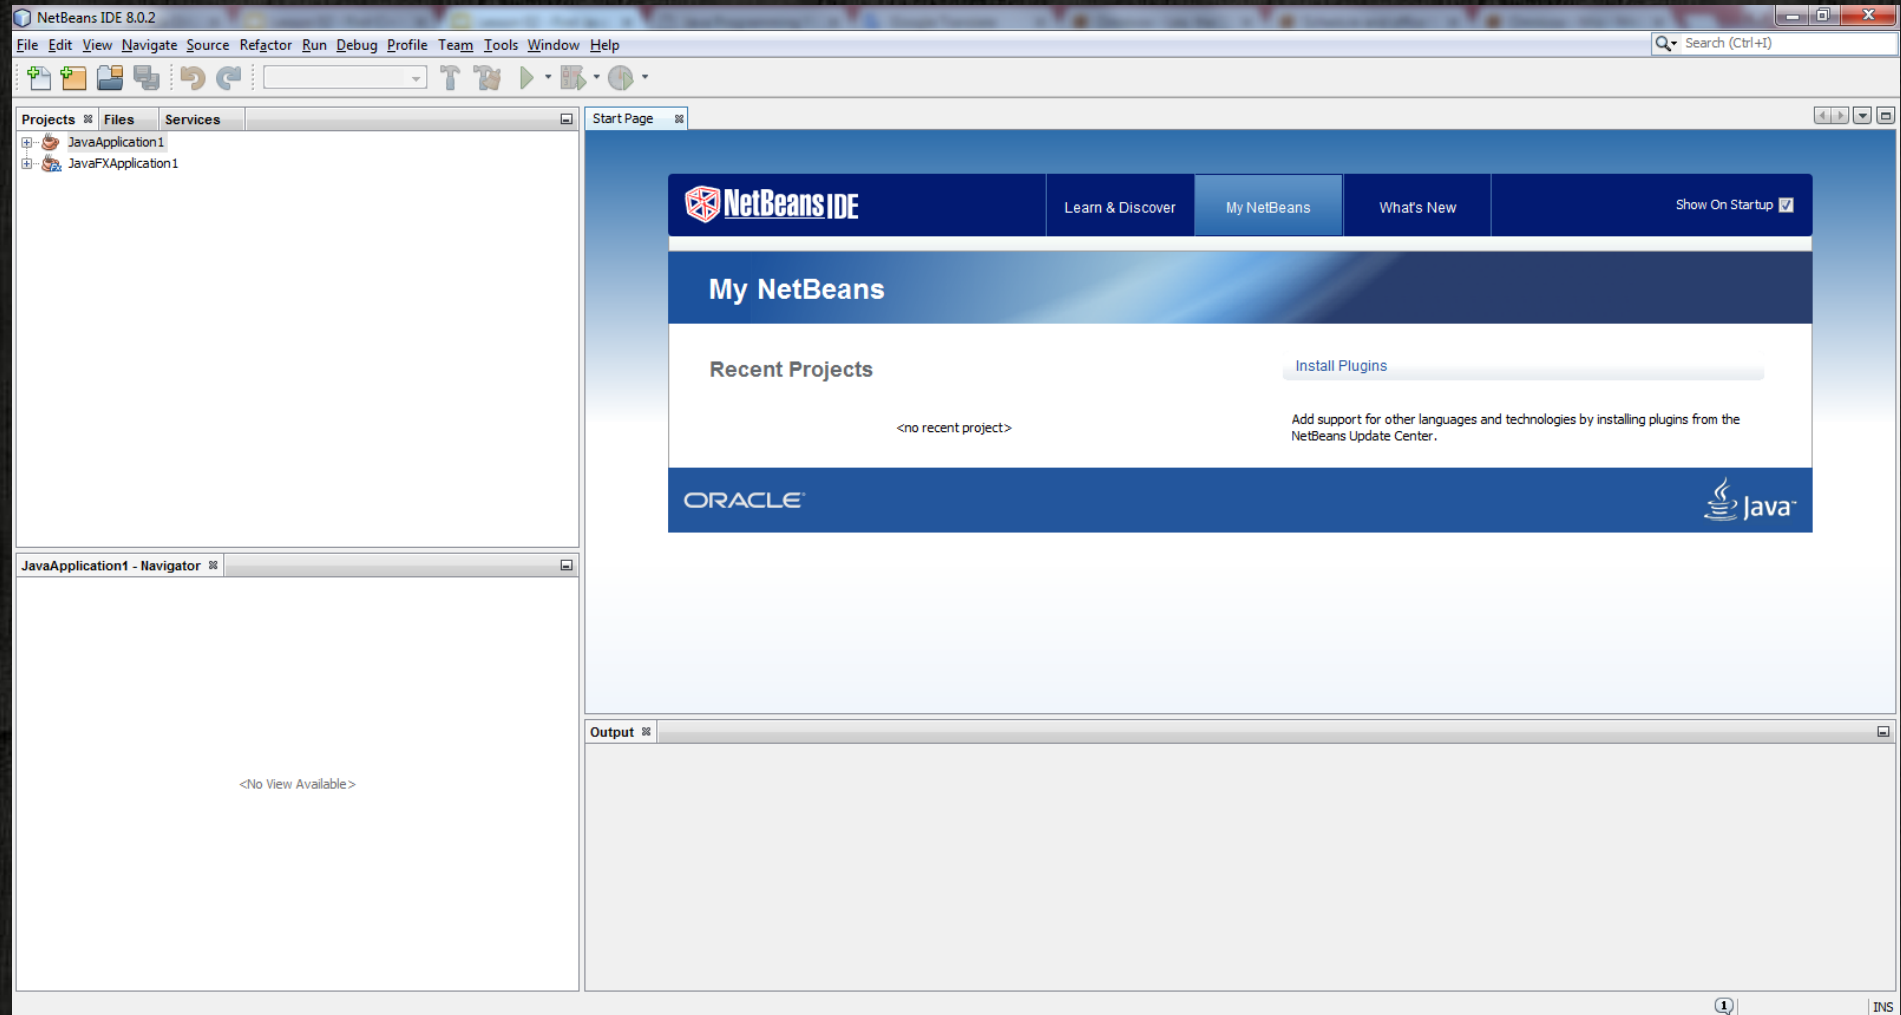 NetBeans IDE 8.0.2
File Edit View Navigate Source Refactor Run Debug Profile Team Tools Window Help
Search (Ctrl+I)
Projects Files Services
JavaApplication1
JavaFXApplication1
JavaApplication1 - Navigator
<No View Available>
Start Page
NetBeans IDE
Learn & Discover
My NetBeans
What's New
Show On Startup
My NetBeans
Recent Projects
<no recent project>
Install Plugins
Add support for other languages and technologies by installing plugins from the
NetBeans Update Center.
ORACLE
Java
Output
1
INS